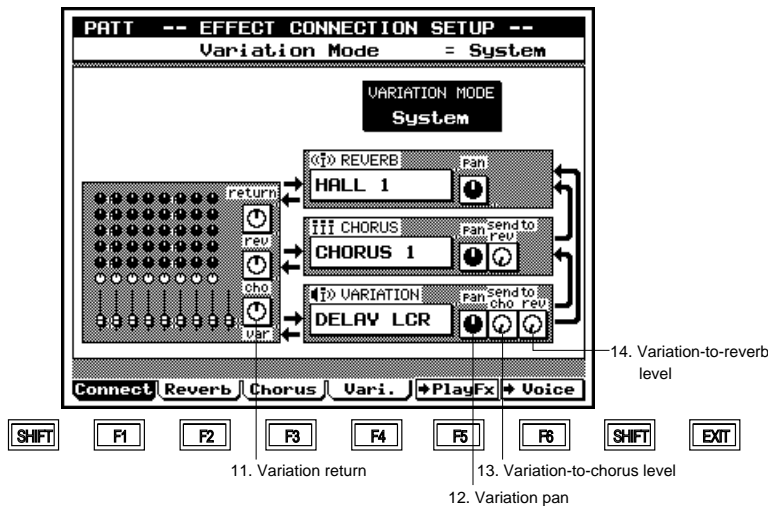 PATT -- EFFECT CONNECTION SETUP --
Variation Mode = System
VARIATION MODE
System
REVERB
pan
HALL 1
return
rev
cho
var
CHORUS
pan
send to
rev
CHORUS 1
VARIATION
pan
send to
cho rev
DELAY LCR
Connect Reverb Chorus Vari. ➔PlayFx ➔ Voice
SHIFT F1 F2 F3 F4 F5 F6 SHIFT EXIT
14. Variation-to-reverb
level
11. Variation return
13. Variation-to-chorus level
12. Variation pan